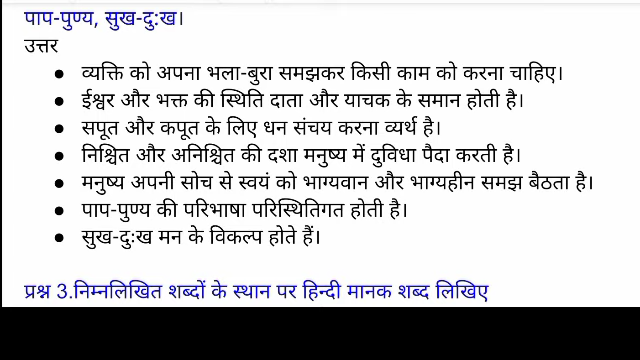 पाप-पुण्य, सुख-दु:ख।
उत्तर
● व्यक्ति को अपना भला-बुरा समझकर किसी काम को करना चाहिए।
● ईश्वर और भक्त की स्थिति दाता और याचक के समान होती है।
● सपूत और कपूत के लिए धन संचय करना व्यर्थ है।
● निश्चित और अनिश्चित की दशा मनुष्य में दुविधा पैदा करती है।
● मनुष्य अपनी सोच से स्वयं को भाग्यवान और भाग्यहीन समझ बैठता है।
● पाप-पुण्य की परिभाषा परिस्थितिगत होती है।
● सुख-दुःख मन के विकल्प होते हैं।
प्रश्न 3.निम्नलिखित शब्दों के स्थान पर हिन्दी मानक शब्द लिखिए